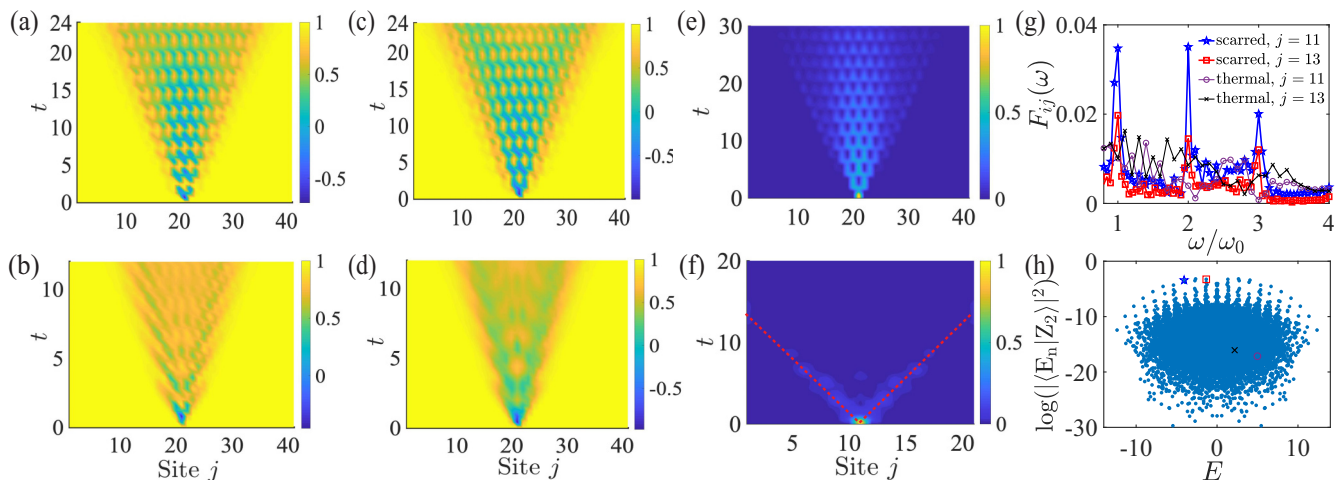 (a)
t
24
20
15
10
5
0
10 20 30 40
1
0.5
0
-0.5
(c)
t
24
20
15
10
5
0
10 20 30 40
1
0.5
0
-0.5
(e)
t
30
20
10
0
10 20 30 40
1
0.5
0
(g)
F_{ij}(ω)
0.04
0.02
0
1 2 3 4
ω/ω₀
scarred, j = 11
scarred, j = 13
thermal, j = 11
thermal, j = 13
(b)
t
10
5
0
10 20 30 40
Site j
1
0.5
0
(d)
t
10
5
0
10 20 30 40
Site j
1
0.5
0
-0.5
(f)
t
20
10
0
5 10 15 20
Site j
1
0.5
0
(h)
log(|⟨E_n|Z_2⟩|²)
0
-10
-20
-30
-10 0 10
E